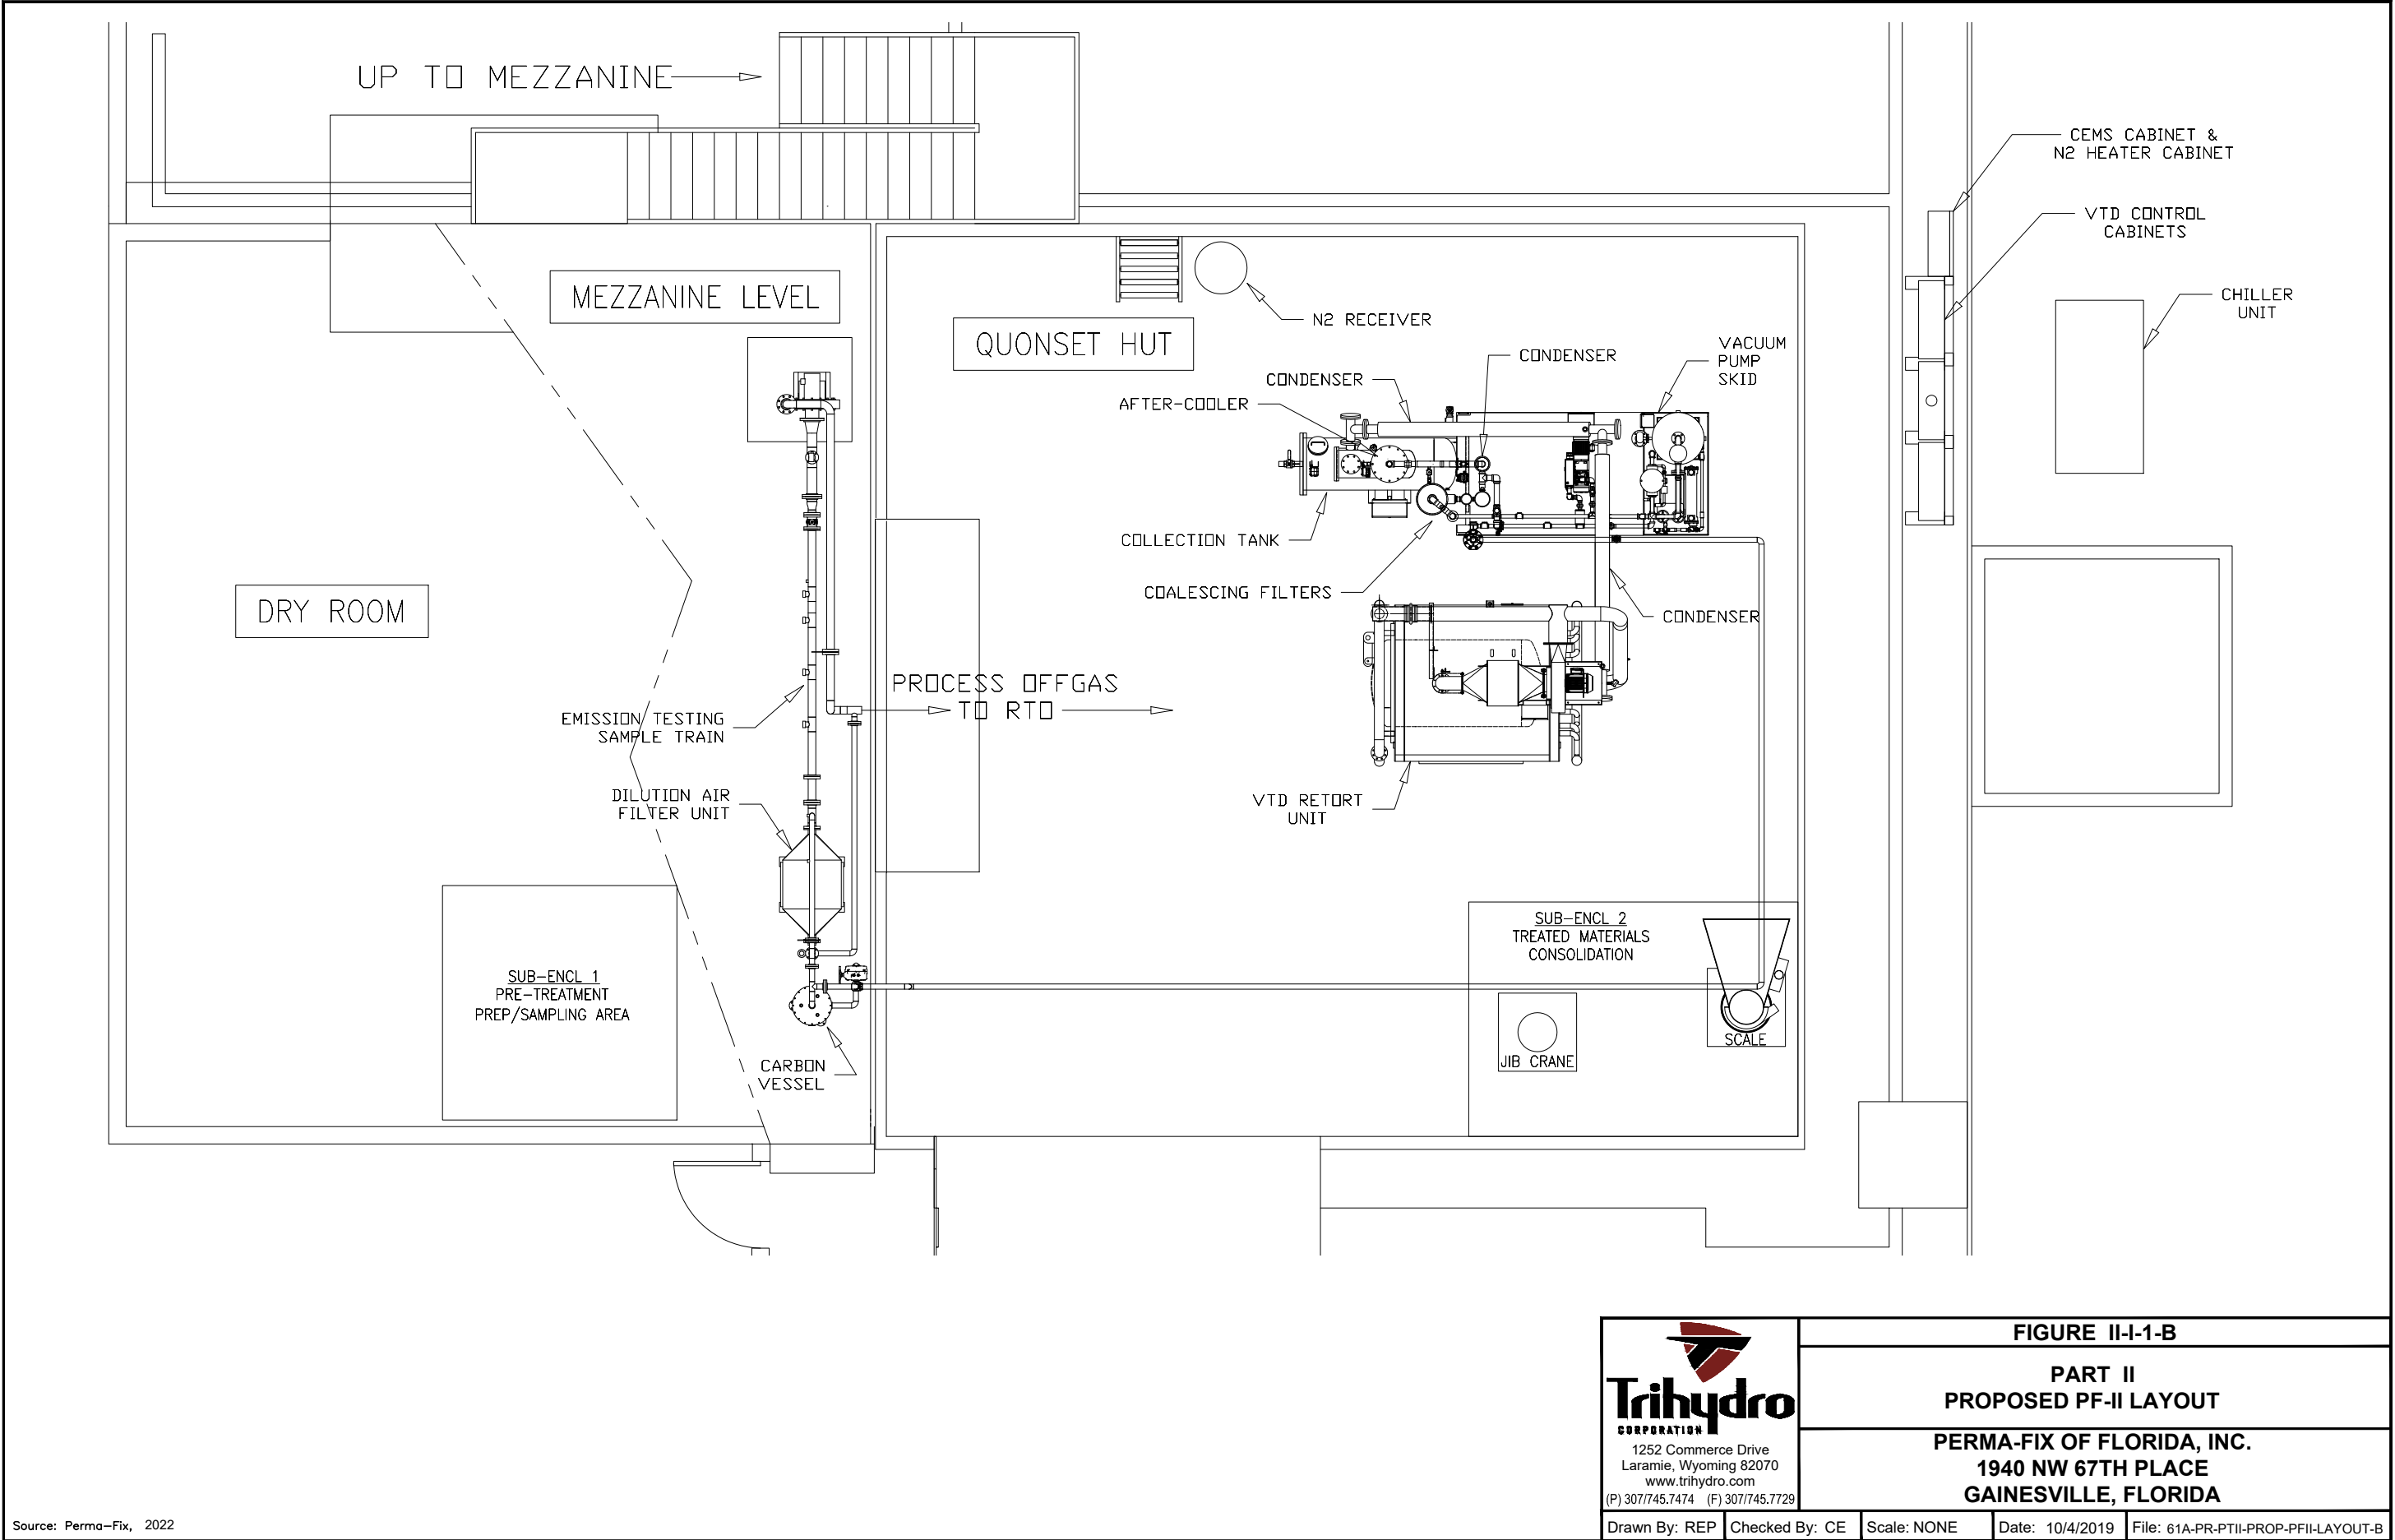 UP TO MEZZANINE
CEMS CABINET &
N2 HEATER CABINET
VTD CONTROL
CABINETS
CHILLER
UNIT
MEZZANINE LEVEL
N2 RECEIVER
QUONSET HUT
VACUUM
PUMP
SKID
CONDENSER
CONDENSER
AFTER-COOLER
COLLECTION TANK
COALESCING FILTERS
DRY ROOM
CONDENSER
PROCESS OFFGAS
TO RTO
EMISSION TESTING
SAMPLE TRAIN
DILUTION AIR
FILTER UNIT
VTD RETORT
UNIT
SUB-ENCL 2
TREATED MATERIALS
CONSOLIDATION
SUB-ENCL 1
PRE-TREATMENT
PREP/SAMPLING AREA
SCALE
JIB CRANE
CARBON
VESSEL
Trihydro
CORPORATION
1252 Commerce Drive
Laramie, Wyoming 82070
www.trihydro.com
(P) 307/745.7474 (F) 307/745.7729
FIGURE II-I-1-B
PART II
PROPOSED PF-II LAYOUT
PERMA-FIX OF FLORIDA, INC.
1940 NW 67TH PLACE
GAINESVILLE, FLORIDA
Drawn By: REP Checked By: CE Scale: NONE Date: 10/4/2019 File: 61A-PR-PTII-PROP-PFII-LAYOUT-B
Source: Perma-Fix, 2022